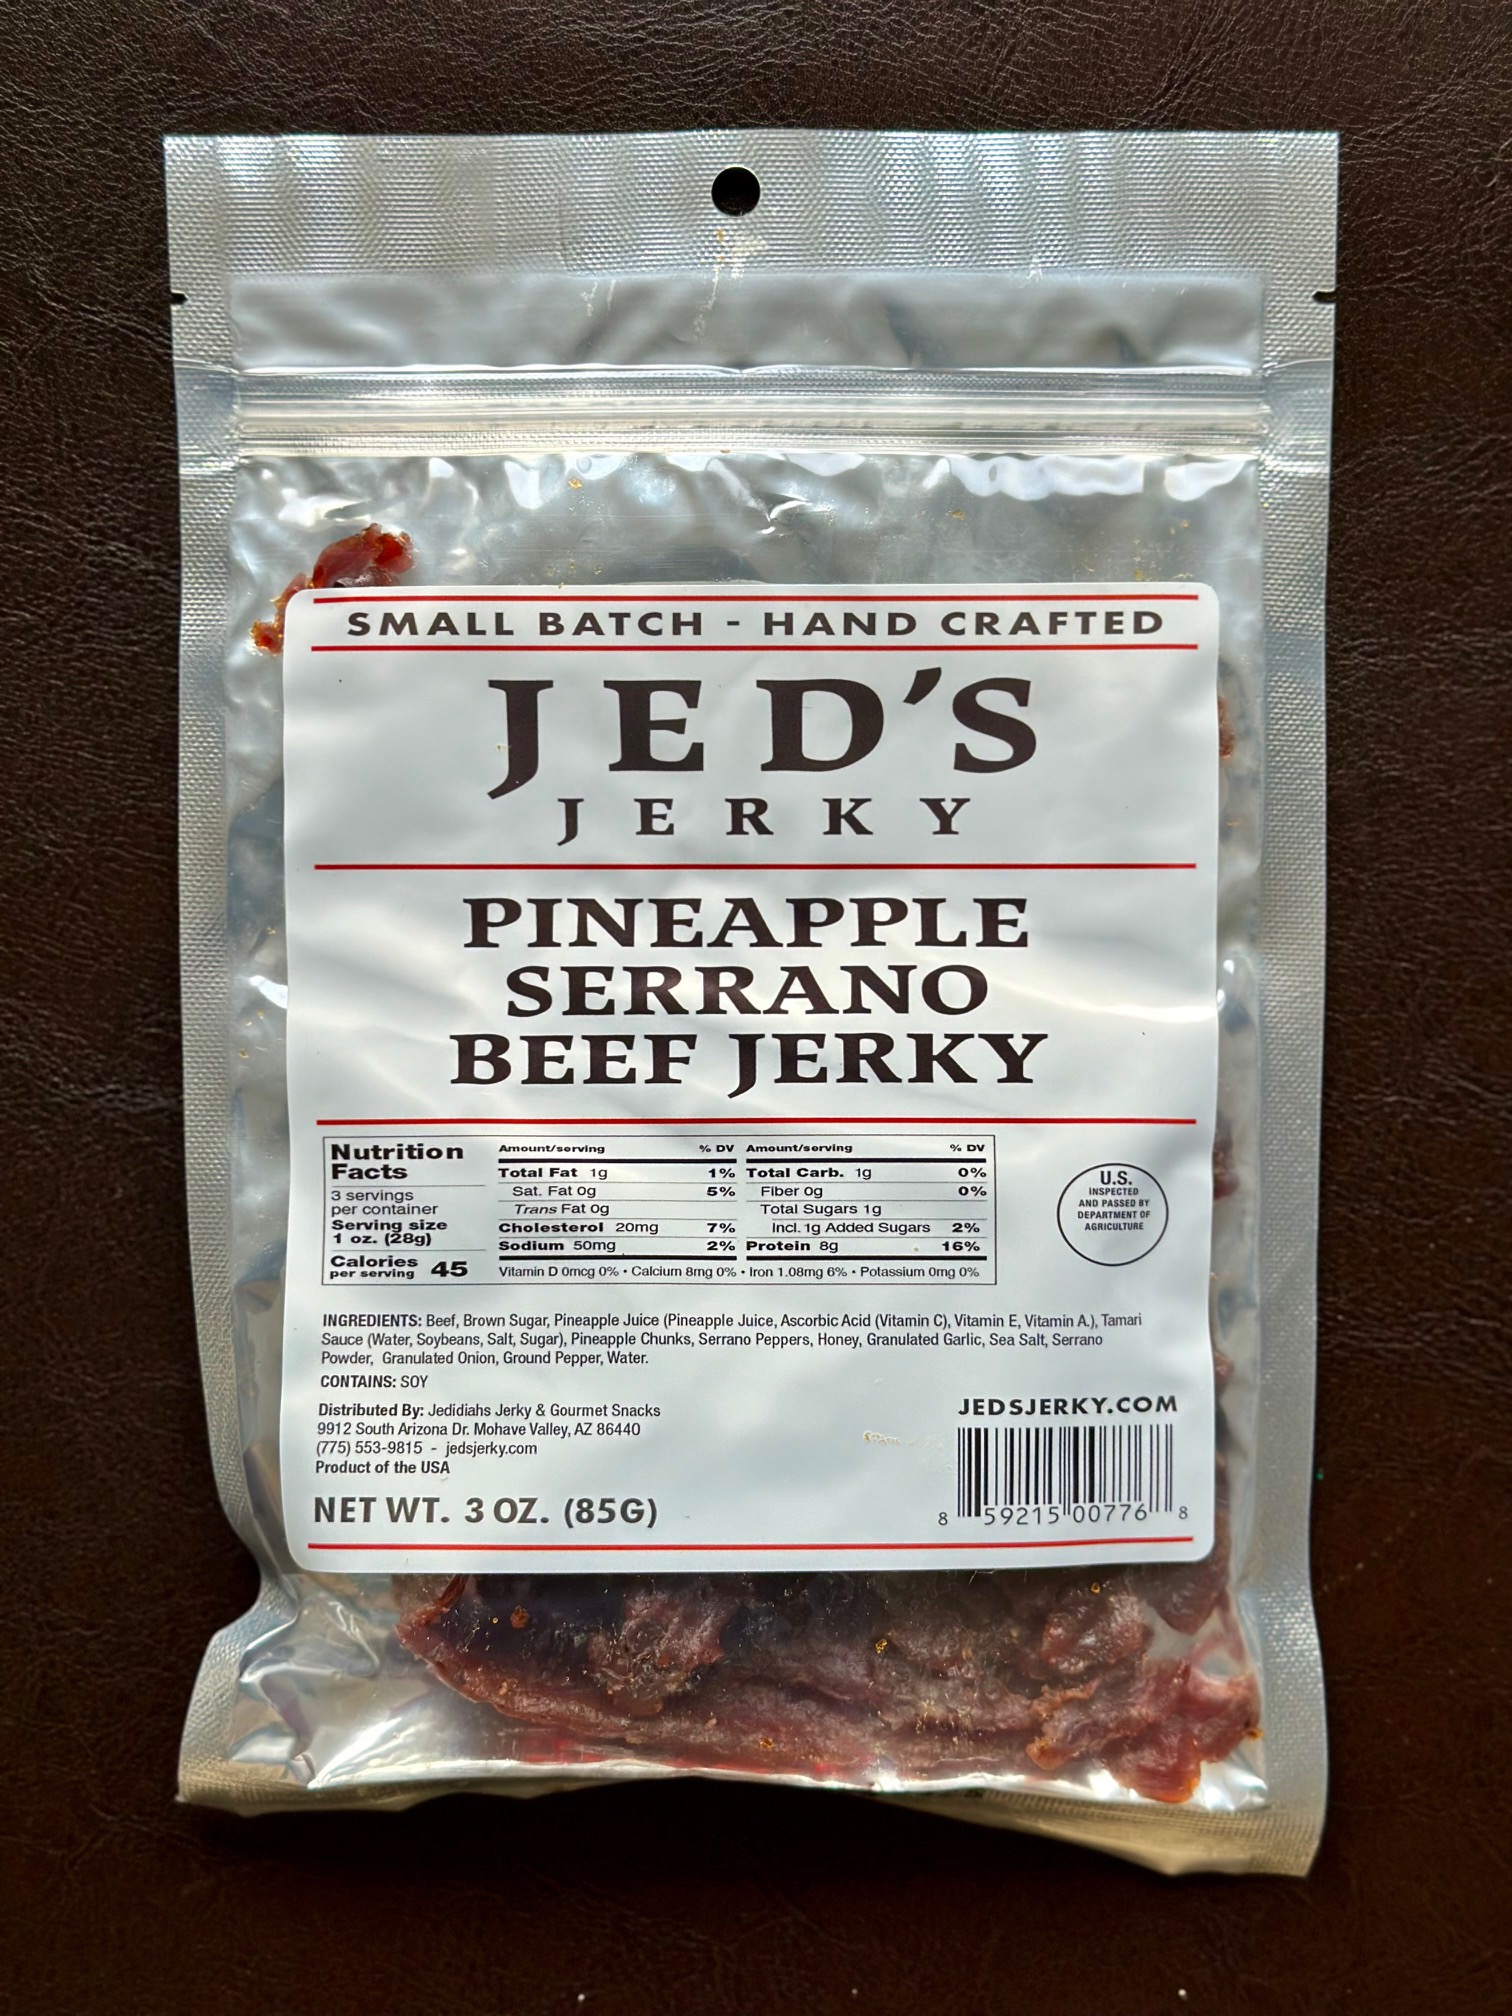 SMALL BATCH - HAND CRAFTED
JED'S
JERKY
PINEAPPLE
SERRANO
BEEF JERKY
Nutrition
Facts
3 servings
per container
Serving size
1 oz. (28g)
Calories
per serving 45
Amount/serving % DV
Total Fat 1g 1%
Sat. Fat 0g 5%
Trans Fat 0g
Cholesterol 20mg 7%
Sodium 50mg 2%
Amount/serving % DV
Total Carb. 1g 0%
Fiber 0g 0%
Total Sugars 1g
Incl. 1g Added Sugars 2%
Protein 8g 16%
Vitamin D 0mcg 0% • Calcium 8mg 0% • Iron 1.08mg 6% • Potassium 0mg 0%
U.S.
INSPECTED
AND PASSED BY
DEPARTMENT OF
AGRICULTURE
INGREDIENTS: Beef, Brown Sugar, Pineapple Juice (Pineapple Juice, Ascorbic Acid (Vitamin C), Vitamin E, Vitamin A.), Tamari
Sauce (Water, Soybeans, Salt, Sugar), Pineapple Chunks, Serrano Peppers, Honey, Granulated Garlic, Sea Salt, Serrano
Powder, Granulated Onion, Ground Pepper, Water.
CONTAINS: SOY
Distributed By: Jedidiahs Jerky & Gourmet Snacks
9912 South Arizona Dr. Mohave Valley, AZ 86440
(775) 553-9815 - jedsjerky.com
Product of the USA
NET WT. 3 OZ. (85G)
JEDSJERKY.COM
8 59215 00776 8